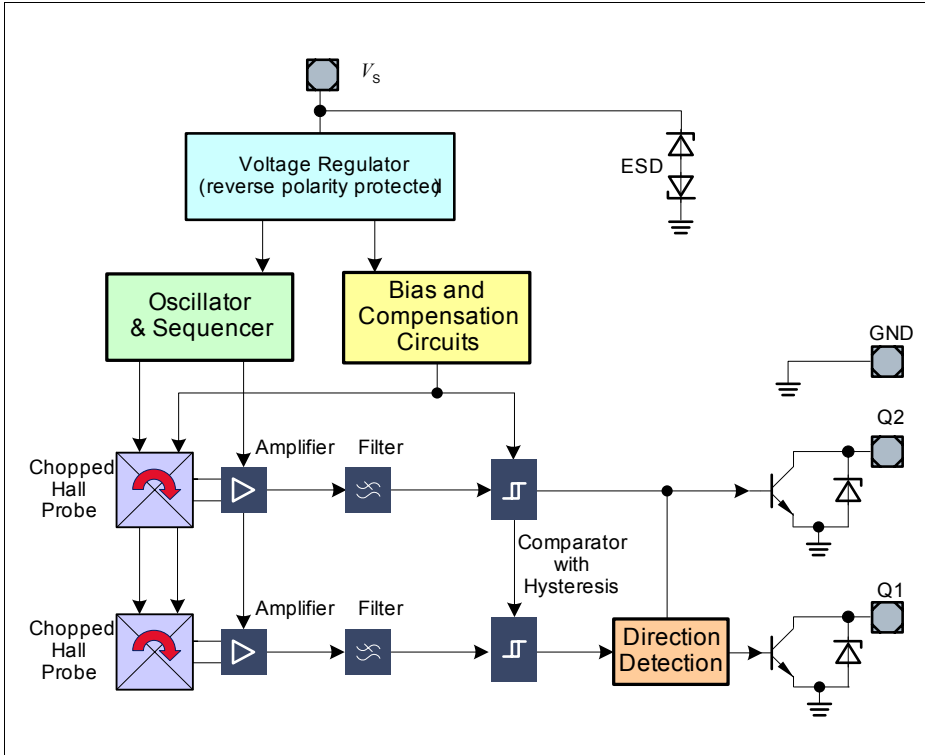 VS
Voltage Regulator
(reverse polarity protected)
ESD
Oscillator
& Sequencer
Bias and
Compensation
Circuits
GND
Q2
Amplifier
Filter
Chopped
Hall
Probe
Comparator
with
Hysteresis
Q1
Amplifier
Filter
Chopped
Hall
Probe
Direction
Detection